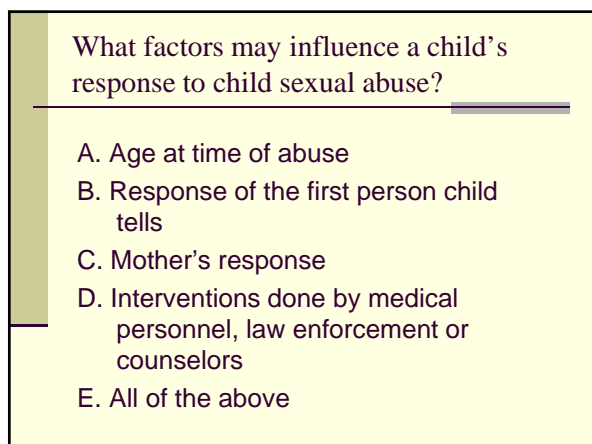 What factors may influence a child's
response to child sexual abuse?
A. Age at time of abuse
B. Response of the first person child
tells
C. Mother's response
D. Interventions done by medical
personnel, law enforcement or
counselors
E. All of the above